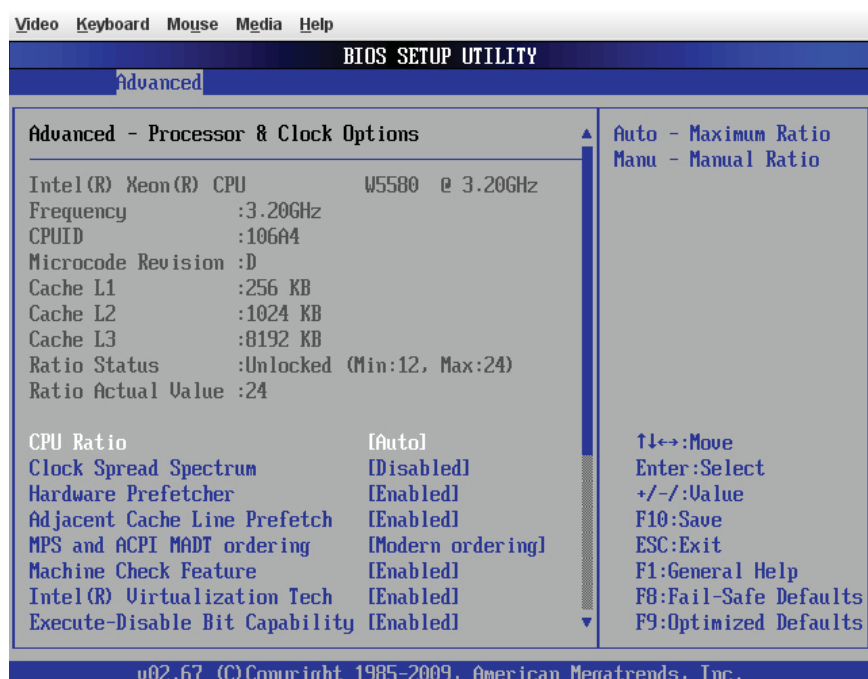 Video Keyboard Mouse Media Help
BIOS SETUP UTILITY
Advanced
Advanced - Processor & Clock Options
Intel(R) Xeon(R) CPU W5580 @ 3.20GHz
Frequency :3.20GHz
CPUID :106A4
Microcode Revision :D
Cache L1 :256 KB
Cache L2 :1024 KB
Cache L3 :8192 KB
Ratio Status :Unlocked (Min:12, Max:24)
Ratio Actual Value :24
CPU Ratio [Auto]
Clock Spread Spectrum [Disabled]
Hardware Prefetcher [Enabled]
Adjacent Cache Line Prefetch [Enabled]
MPS and ACPI MADT ordering [Modern ordering]
Machine Check Feature [Enabled]
Intel(R) Virtualization Tech [Enabled]
Execute-Disable Bit Capability [Enabled]
Auto - Maximum Ratio
Manu - Manual Ratio
↑↓←→:Move
Enter:Select
+/-/:Value
F10:Save
ESC:Exit
F1:General Help
F8:Fail-Safe Defaults
F9:Optimized Defaults
v02.67 (C)Copyright 1985-2009, American Megatrends, Inc.